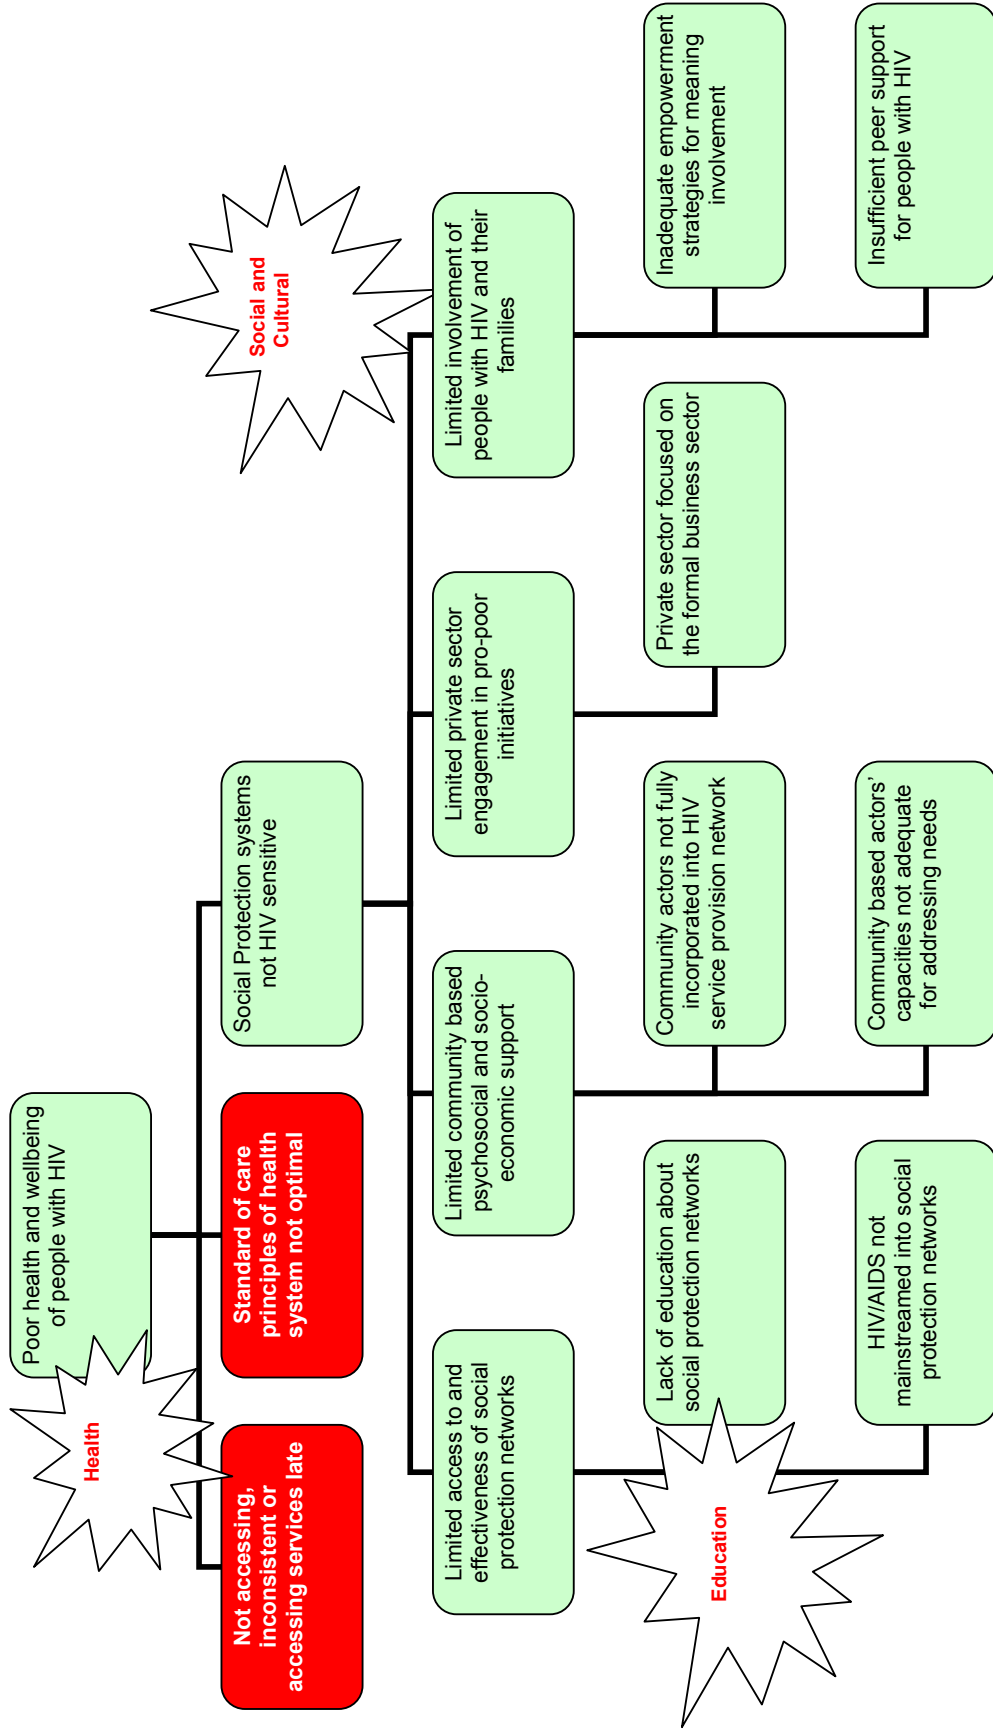 Poor health and wellbeing
of people with HIV
Health
Not accessing,
inconsistent or
accessing services late
Standard of care
principles of health
system not optimal
Social Protection systems
not HIV sensitive
Social and
Cultural
Limited access to and
effectiveness of social
protection networks
Limited community based
psychosocial and socio-
economic support
Limited private sector
engagement in pro-poor
initiatives
Limited involvement of
people with HIV and their
families
Education
Lack of education about
social protection networks
Community actors not fully
incorporated into HIV
service provision network
Private sector focused on
the formal business sector
Inadequate empowerment
strategies for meaning
involvement
HIV/AIDS not
mainstreamed into social
protection networks
Community based actors’
capacities not adequate
for addressing needs
Insufficient peer support
for people with HIV